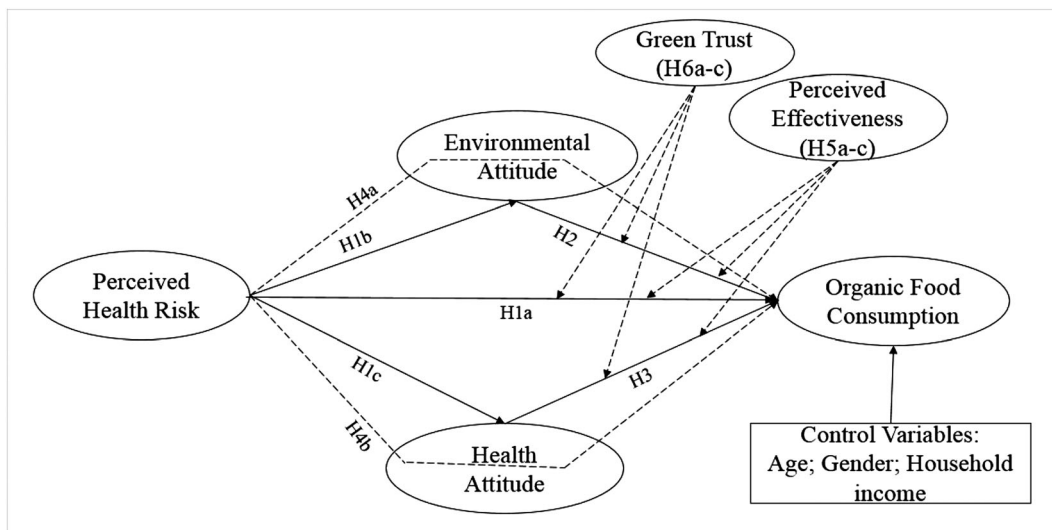 Green Trust
(H6a-c)
Perceived
Effectiveness
(H5a-c)
Environmental
Attitude
H4a
H1b
H2
Perceived
Health Risk
H1a
Organic Food
Consumption
H1c
H3
H4b
Health
Attitude
Control Variables:
Age; Gender; Household
income